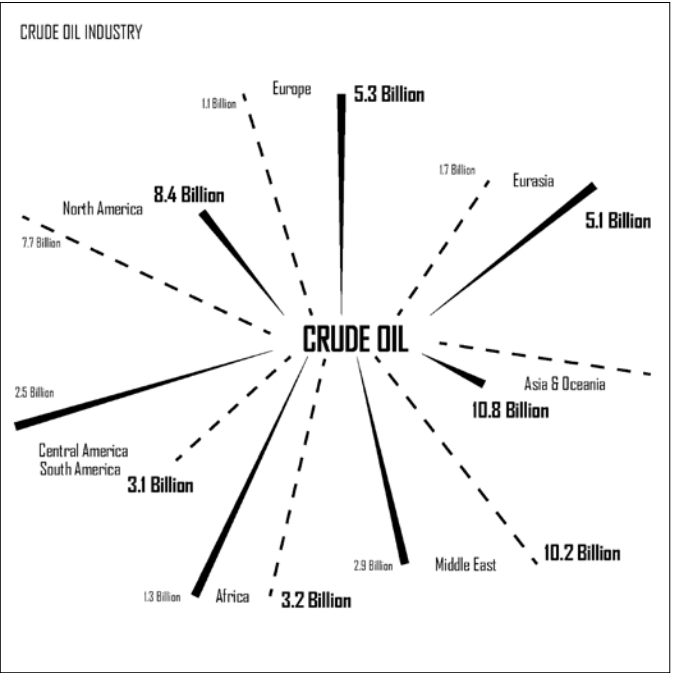 CRUDE OIL INDUSTRY
Europe
5.3 Billion
1.1 Billion
1.7 Billion
Eurasia
8.4 Billion
North America
5.1 Billion
7.7 Billion
CRUDE OIL
Asia & Oceania
2.5 Billion
10.8 Billion
Central America
South America
3.1 Billion
10.2 Billion
2.9 Billion
Middle East
1.3 Billion
Africa
3.2 Billion